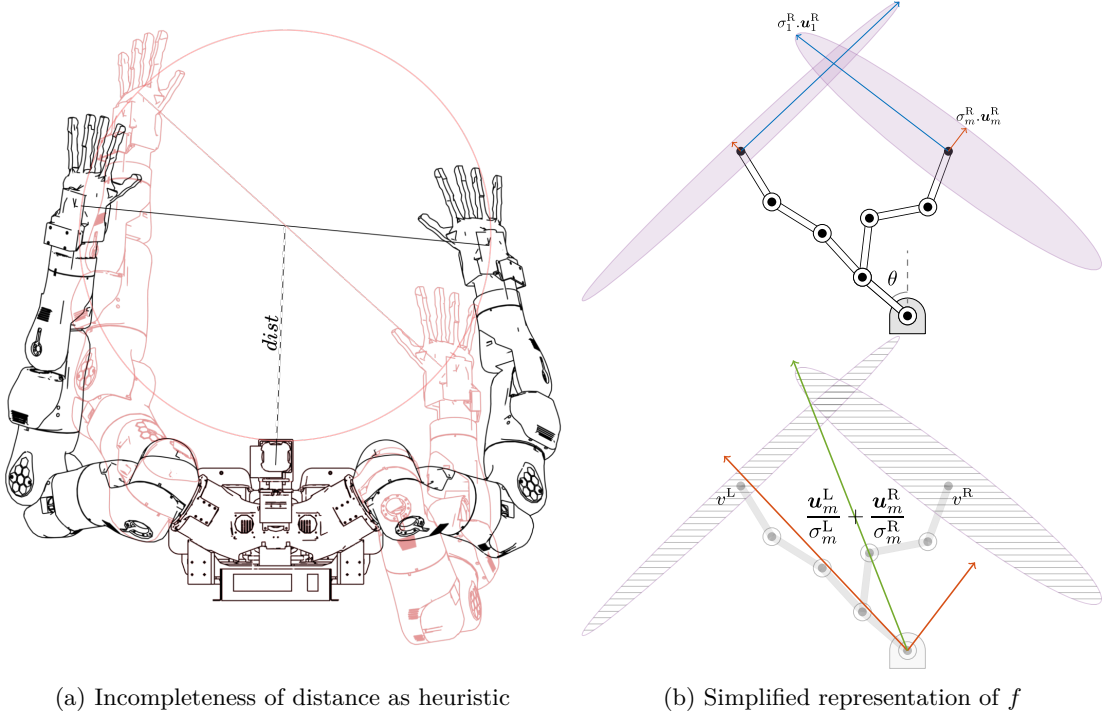 dist
σ₁ᴿ.u₁ᴿ
σₘᴿ.uₘᴿ
θ
vᴸ
uₘᴸ/σₘᴸ + uₘᴿ/σₘᴿ
vᴿ
(a) Incompleteness of distance as heuristic
(b) Simplified representation of f